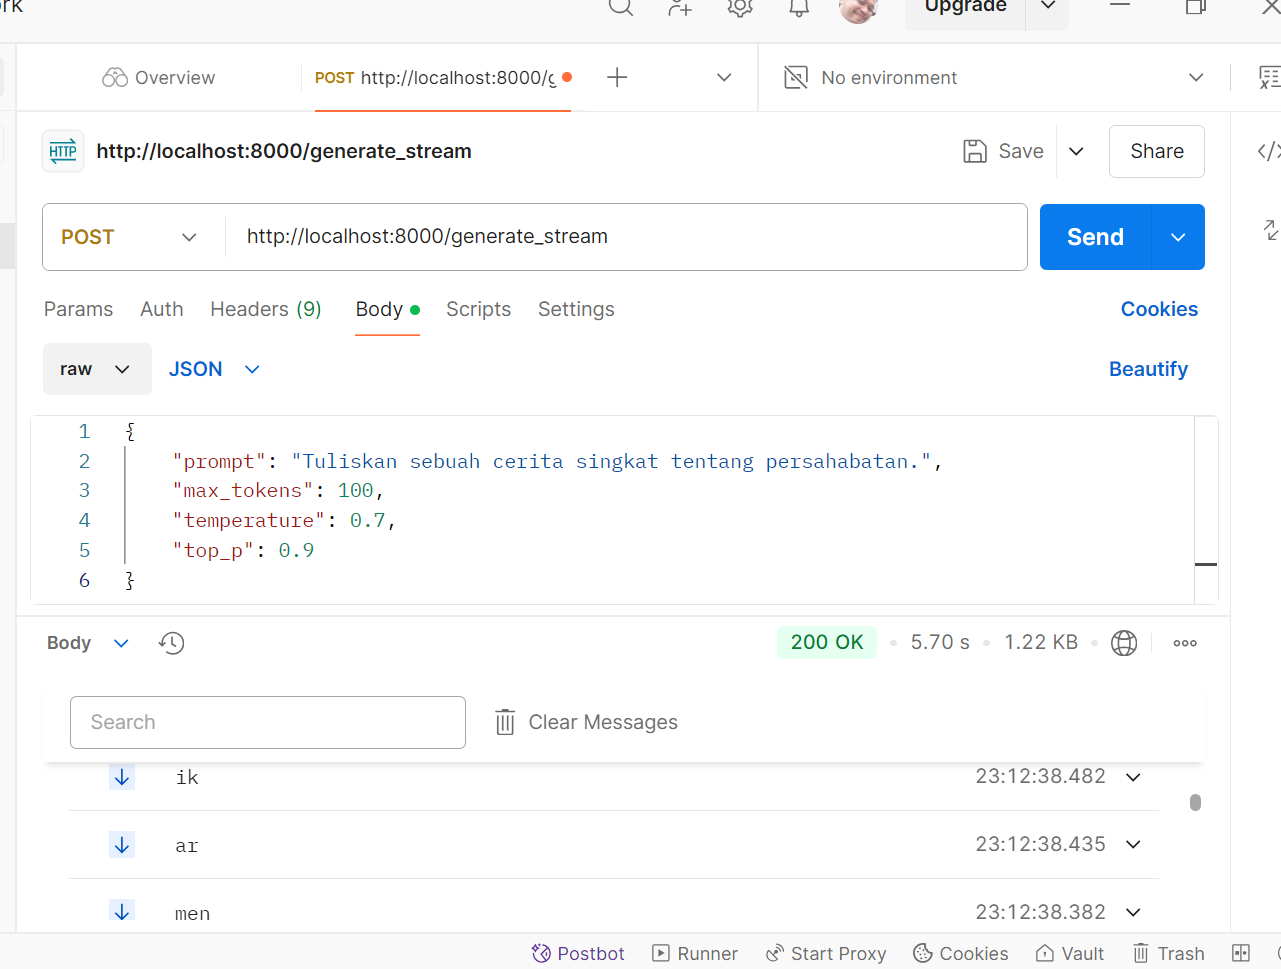 Upgrade
Overview
POST http://localhost:8000/g
No environment
HTTP http://localhost:8000/generate_stream
Save
Share
POST
http://localhost:8000/generate_stream
Send
Params Auth Headers (9) Body Scripts Settings Cookies
raw JSON Beautify
1 {
2 "prompt": "Tuliskan sebuah cerita singkat tentang persahabatan.",
3 "max_tokens": 100,
4 "temperature": 0.7,
5 "top_p": 0.9
6 }
Body 200 OK 5.70 s 1.22 KB
Search Clear Messages
ik 23:12:38.482
ar 23:12:38.435
men 23:12:38.382
Postbot Runner Start Proxy Cookies Vault Trash